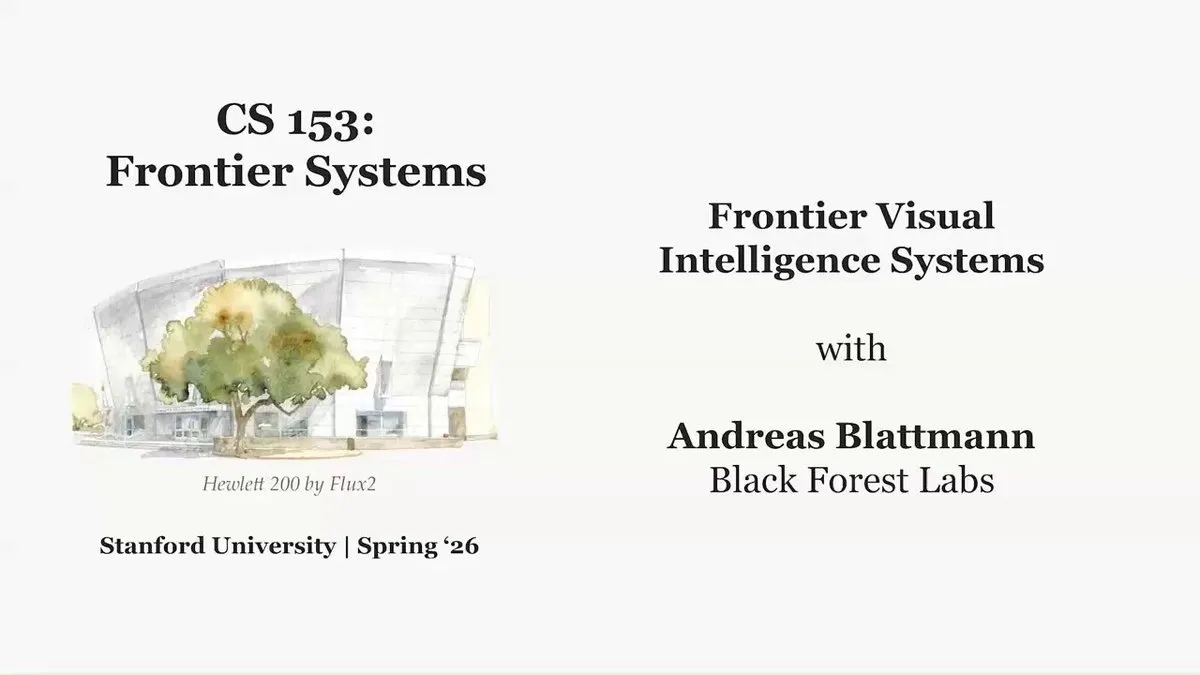 CS 153:
Frontier Systems
Hewlett 200 by Flux2
Stanford University | Spring ‘26
Frontier Visual
Intelligence Systems
with
Andreas Blattmann
Black Forest Labs